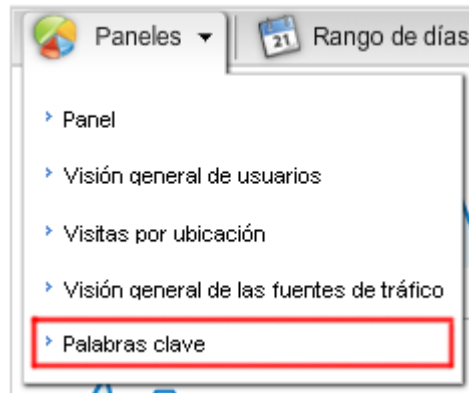 Paneles
Rango de días
21
Panel
Visión general de usuarios
Visitas por ubicación
Visión general de las fuentes de tráfico
Palabras clave